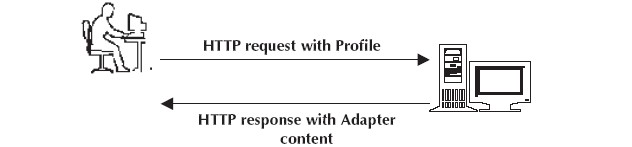 HTTP request with Profile
HTTP response with Adapter
content